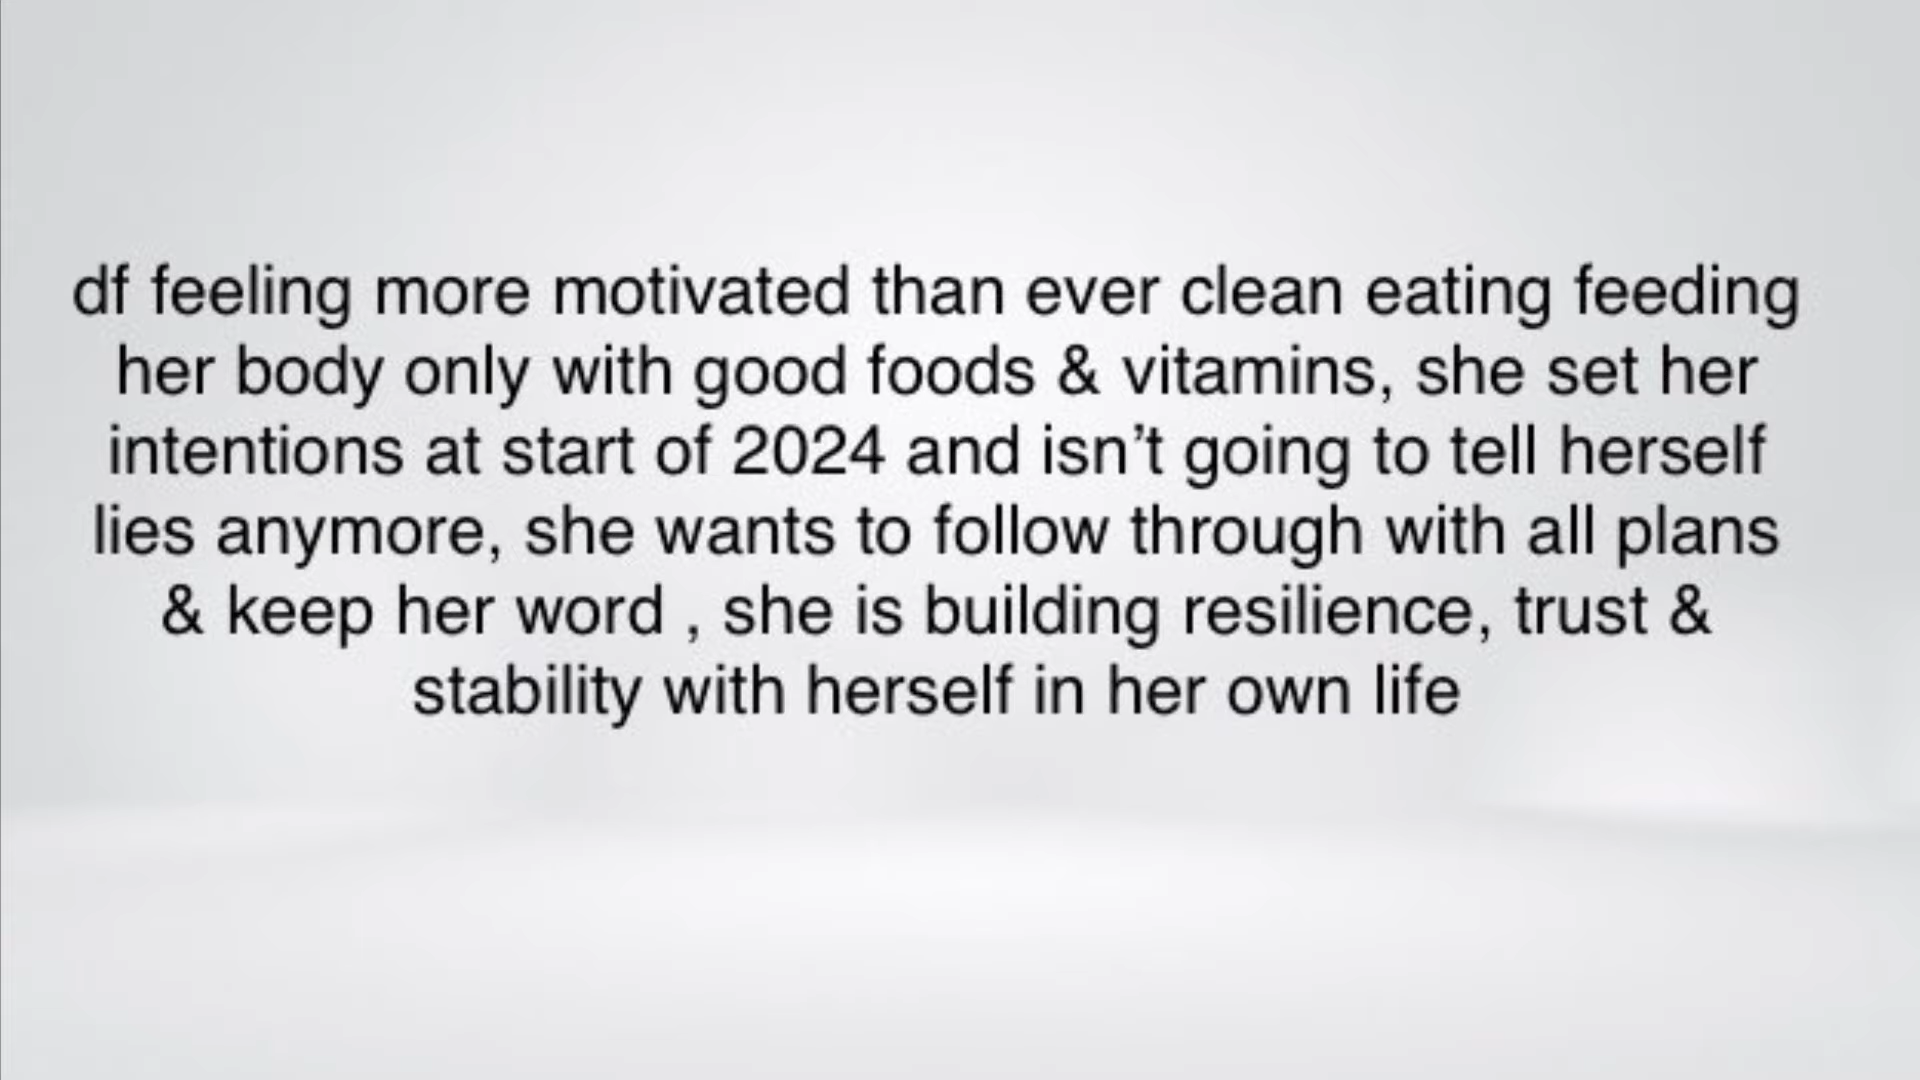 df feeling more motivated than ever clean eating feeding
her body only with good foods & vitamins, she set her
intentions at start of 2024 and isn’t going to tell herself
lies anymore, she wants to follow through with all plans
& keep her word , she is building resilience, trust &
stability with herself in her own life